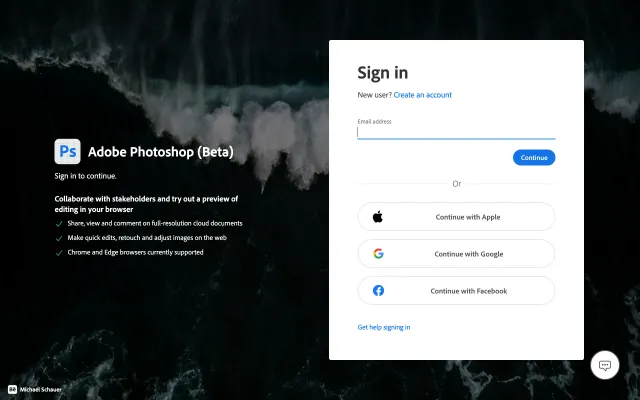 Ps Adobe Photoshop (Beta)
Sign in to continue.
Collaborate with stakeholders and try out a preview of
editing in your browser
Share, view and comment on full-resolution cloud documents
Make quick edits, retouch and adjust images on the web
Chrome and Edge browsers currently supported
Sign in
New user? Create an account
Email address
Continue
Or
Continue with Apple
Continue with Google
Continue with Facebook
Get help signing in
Bē Michael Schauer